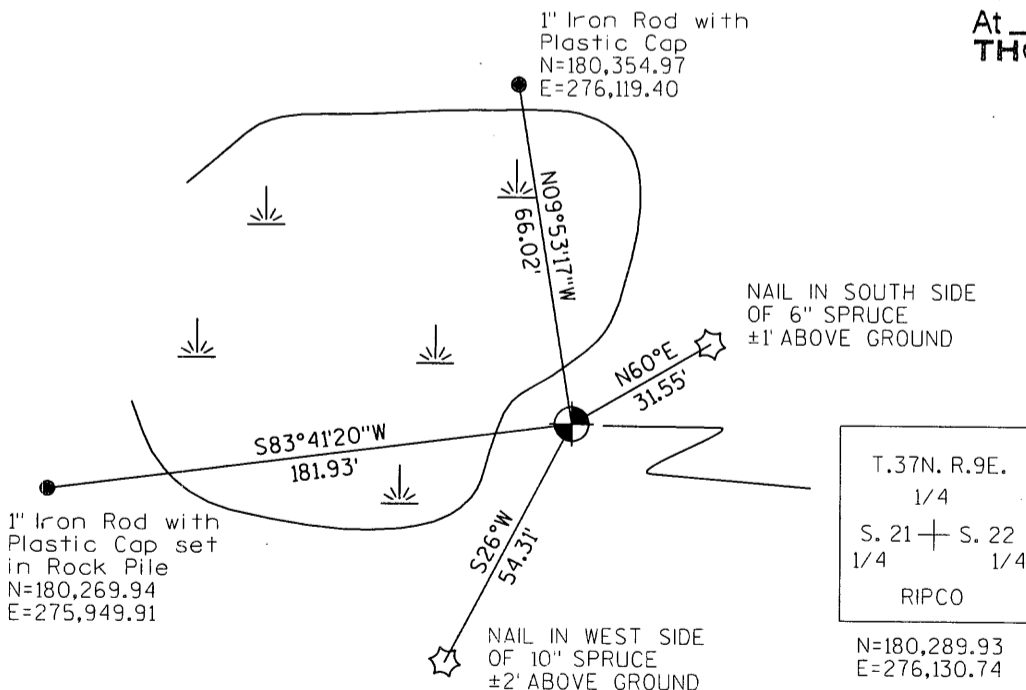 1" Iron Rod with
Plastic Cap
N=180,354.97
E=276,119.40
At
N09°53'17"W
66.02'
NAIL IN SOUTH SIDE
OF 6" SPRUCE
±1' ABOVE GROUND
N60°E
31.55'
S83°41'20"W
181.93'
1" Iron Rod with
Plastic Cap set
in Rock Pile
N=180,269.94
E=275,949.91
S26°W
54.31'
NAIL IN WEST SIDE
OF 10" SPRUCE
±2' ABOVE GROUND
T.37N. R.9E.
1/4
S. 21 S. 22
1/4 1/4
RIPCO
N=180,289.93
E=276,130.74